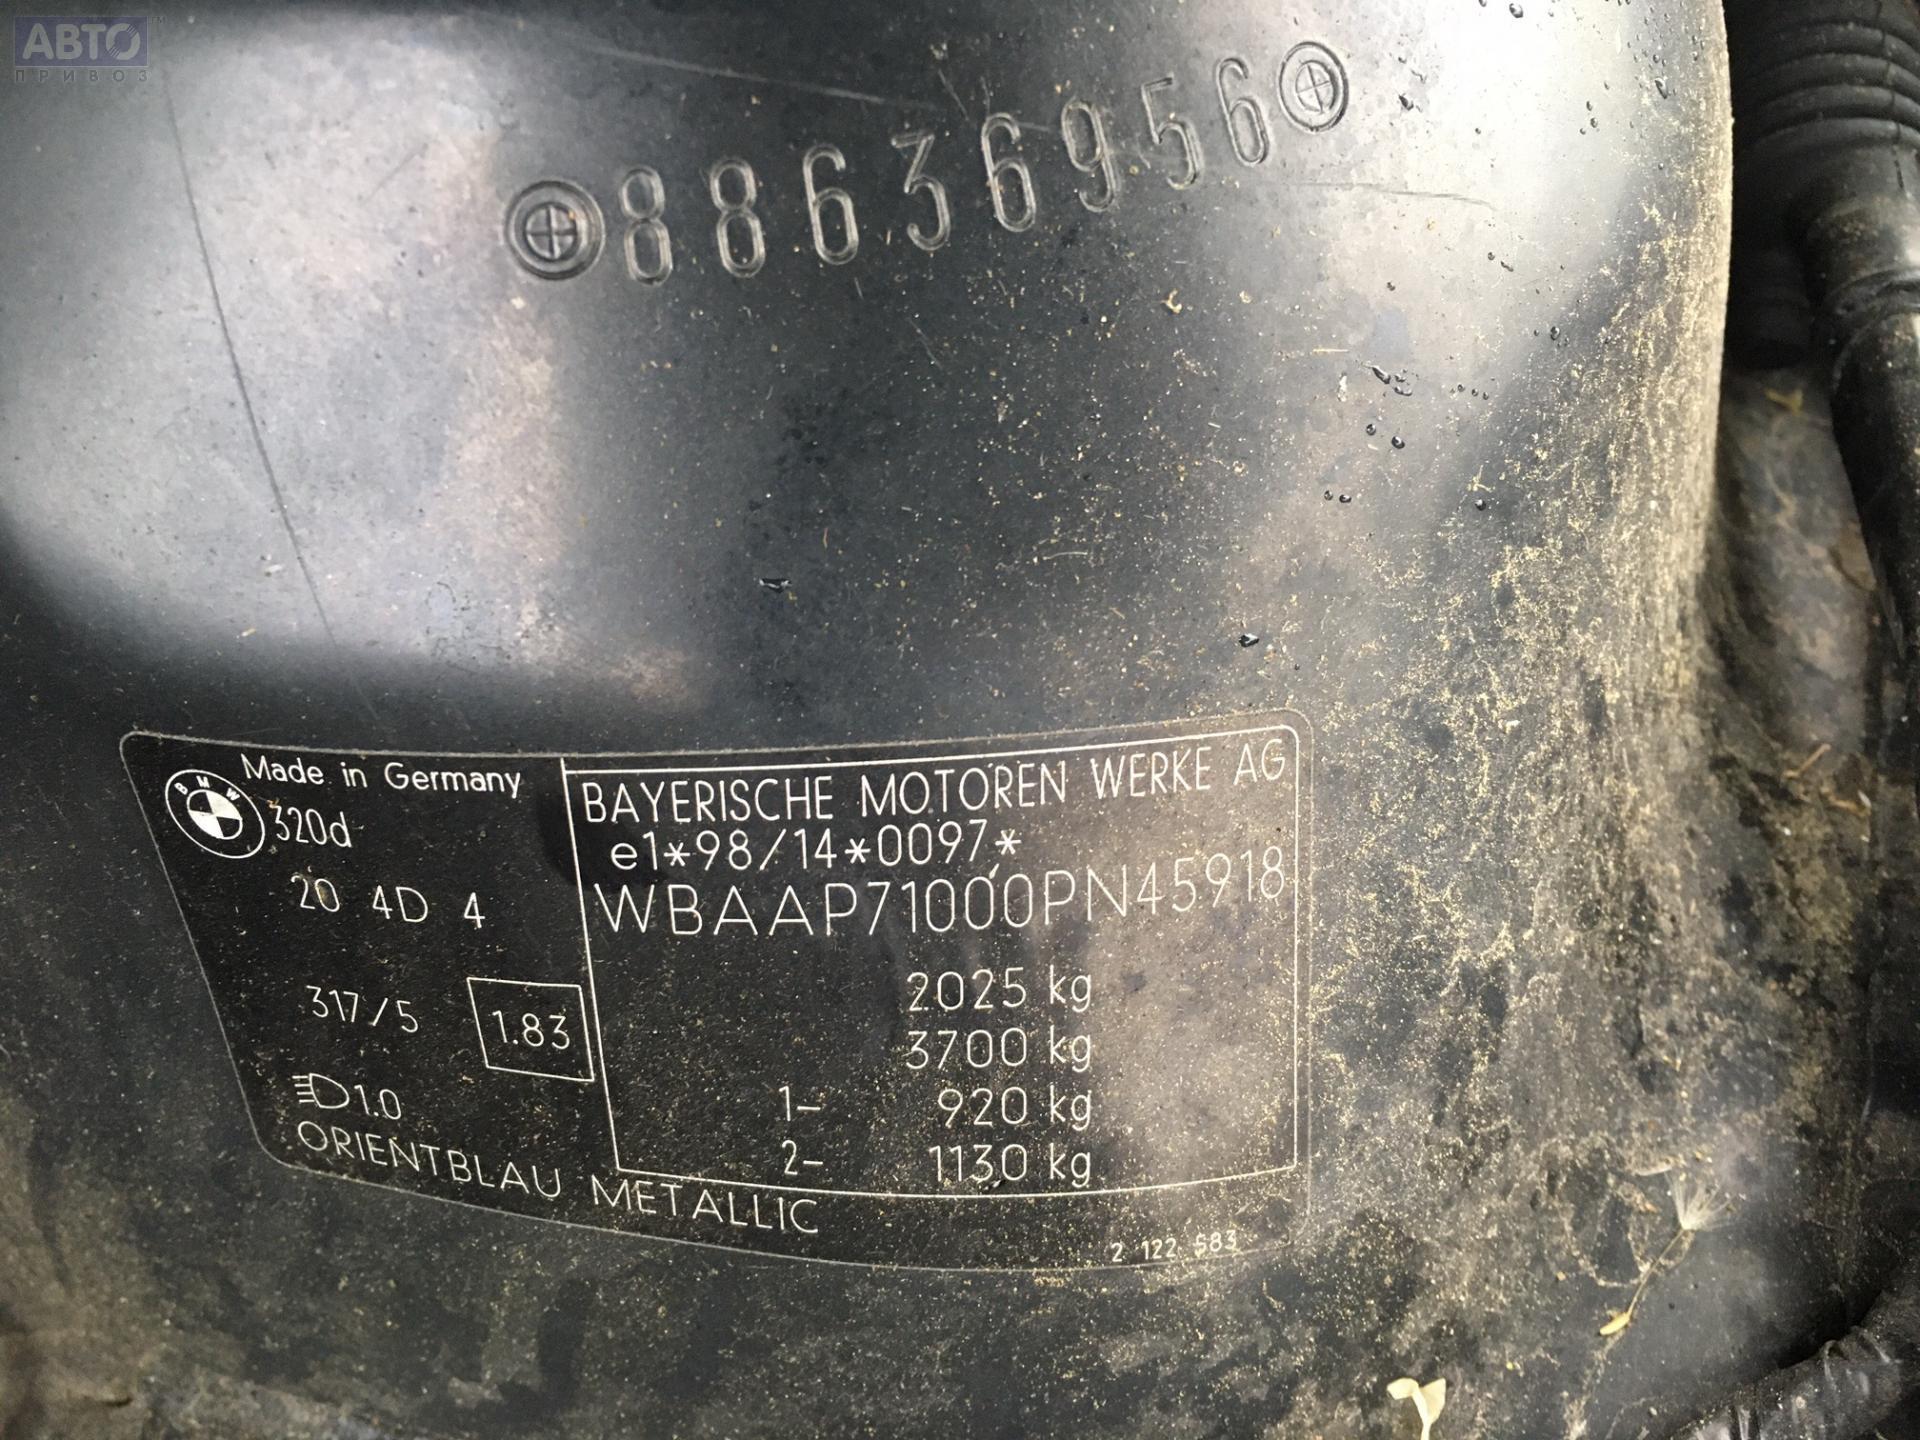 АВТО
ПРИВОЗ
88636956
Made in Germany
BMW
320d
20 4D 4
317/5
1.83
1.0
ORIENTBLAU METALLIC
BAYERISCHE MOTOREN WERKE AG
e1*98/14*0097*
WBAAP71000PN45918
2025 kg
3700 kg
1- 920 kg
2- 1130 kg
2 122 583